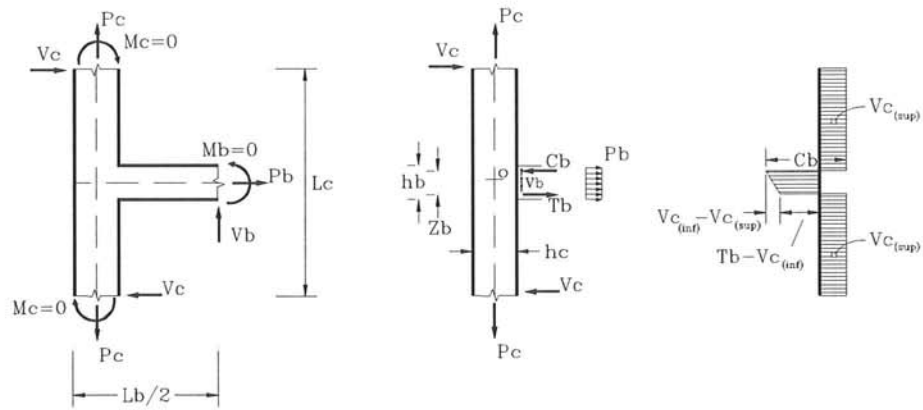 Pc
Mc=0
Vc
Mb=0
Pb
Lc
Vb
Vc
Mc=0
Pc
Lb/2
Pc
Vc
Pb
Cb
hb
o
Vb
Tb
Zb
hc
Vc
Pc
Vc(sup)
Cb
Vc(inf)-Vc(sup)
Tb-Vc(inf)
Vc(sup)